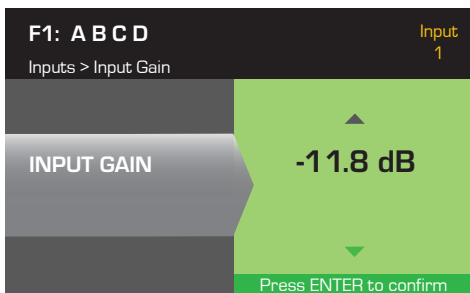 F1: A B C D
Input
1
Inputs > Input Gain
INPUT GAIN
-11.8 dB
Press ENTER to confirm